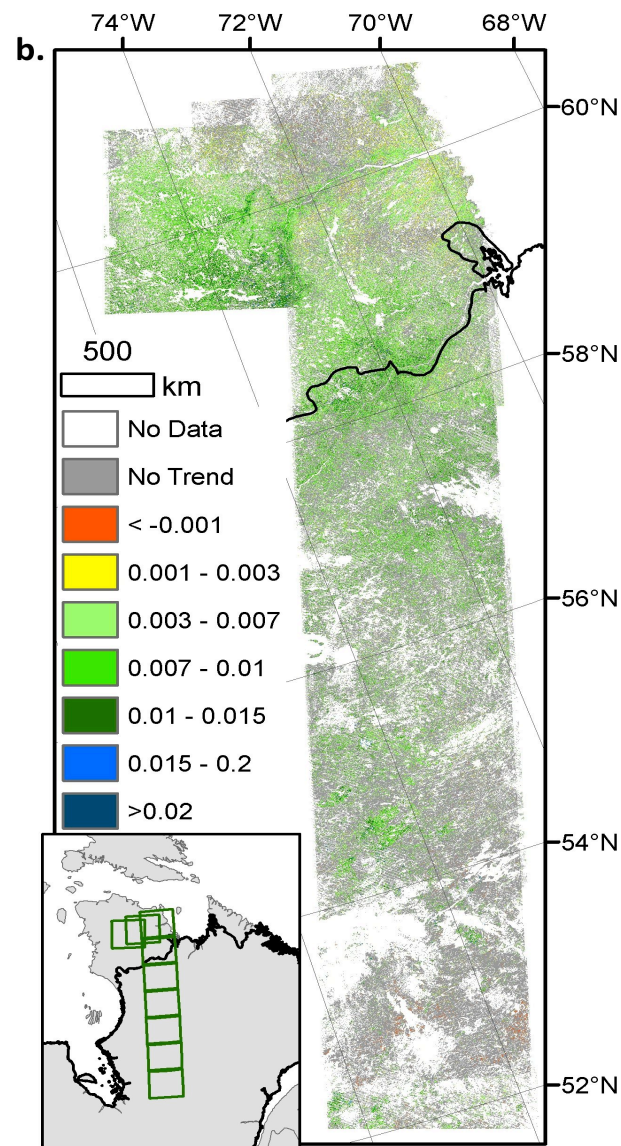 74°W 72°W 70°W 68°W
b.
60°N
58°N
500
km
No Data
No Trend
< -0.001
0.001 - 0.003
56°N
0.003 - 0.007
0.007 - 0.01
0.01 - 0.015
0.015 - 0.2
>0.02
54°N
52°N